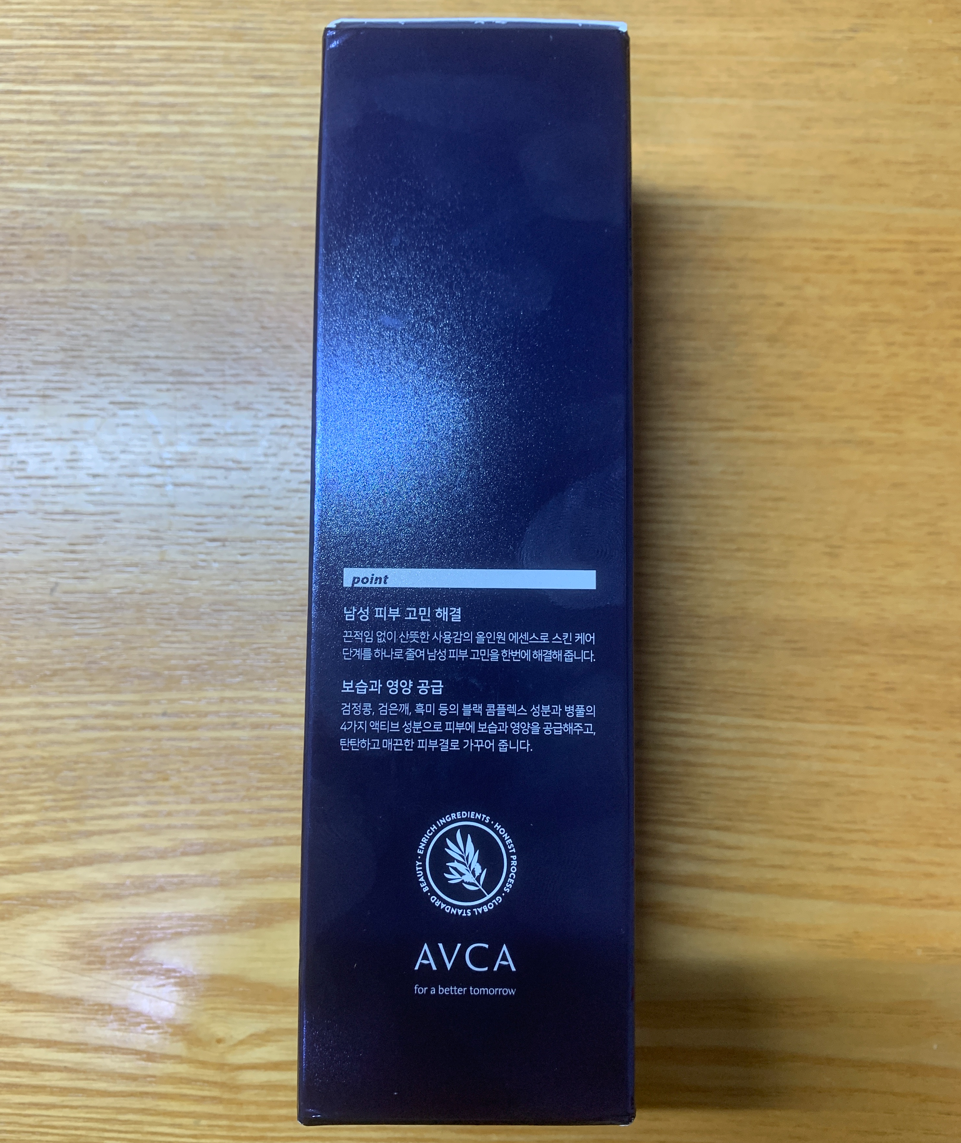 point
남성 피부 고민 해결
끈적임 없이 산뜻한 사용감의 올인원 에센스로 스킨 케어
단계를 하나로 줄여 남성 피부 고민을 한번에 해결해 줍니다.
보습과 영양 공급
검정콩, 검은깨, 흑미 등의 블랙 콤플렉스 성분과 병풀의
4가지 액티브 성분으로 피부에 보습과 영양을 공급해주고,
탄탄하고 매끈한 피부결로 가꾸어 줍니다.
ENRICH INGREDIENTS · HONEST PROCESS · GLOBAL STANDARD · BEAUTY ·
AVCA
for a better tomorrow